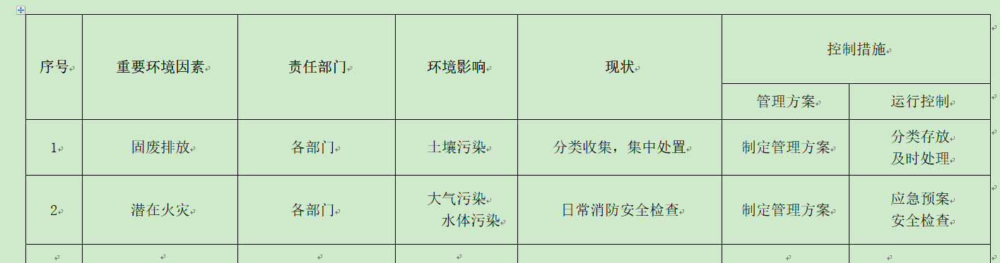 序号 重要环境因素 责任部门 环境影响 现状 控制措施
管理方案 运行控制
1 固废排放 各部门 土壤污染 分类收集，集中处置 制定管理方案 分类存放
及时处理
2 潜在火灾 各部门 大气污染 日常消防安全检查 制定管理方案 应急预案
水体污染 安全检查